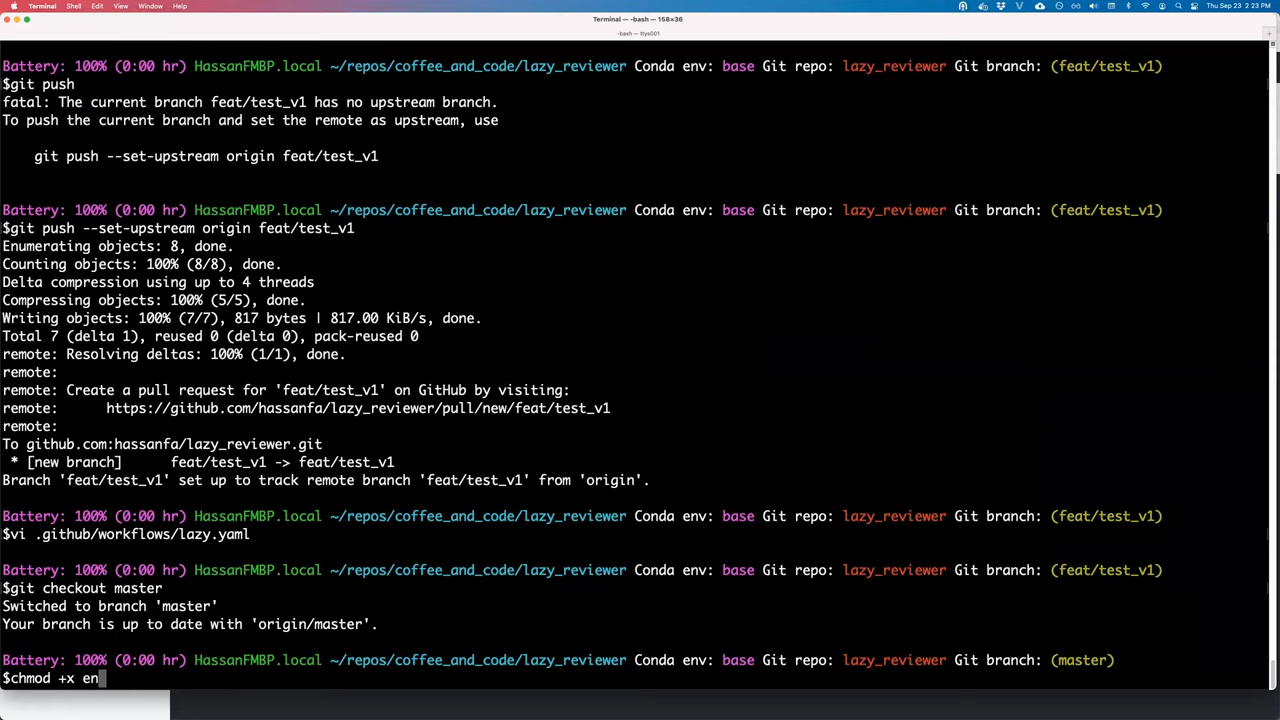 Terminal Shell Edit View Window Help
Thu Sep 23 2:23 PM
Terminal — -bash — 158×36
-bash — ttys001
Battery: 100% (0:00 hr) HassanFMBP.local ~/repos/coffee_and_code/lazy_reviewer Conda env: base Git repo: lazy_reviewer Git branch: (feat/test_v1)
$git push
fatal: The current branch feat/test_v1 has no upstream branch.
To push the current branch and set the remote as upstream, use
    git push --set-upstream origin feat/test_v1
Battery: 100% (0:00 hr) HassanFMBP.local ~/repos/coffee_and_code/lazy_reviewer Conda env: base Git repo: lazy_reviewer Git branch: (feat/test_v1)
$git push --set-upstream origin feat/test_v1
Enumerating objects: 8, done.
Counting objects: 100% (8/8), done.
Delta compression using up to 4 threads
Compressing objects: 100% (5/5), done.
Writing objects: 100% (7/7), 817 bytes | 817.00 KiB/s, done.
Total 7 (delta 1), reused 0 (delta 0), pack-reused 0
remote: Resolving deltas: 100% (1/1), done.
remote:
remote: Create a pull request for 'feat/test_v1' on GitHub by visiting:
remote:      https://github.com/hassanfa/lazy_reviewer/pull/new/feat/test_v1
remote:
To github.com:hassanfa/lazy_reviewer.git
 * [new branch]      feat/test_v1 -> feat/test_v1
Branch 'feat/test_v1' set up to track remote branch 'feat/test_v1' from 'origin'.
Battery: 100% (0:00 hr) HassanFMBP.local ~/repos/coffee_and_code/lazy_reviewer Conda env: base Git repo: lazy_reviewer Git branch: (feat/test_v1)
$vi .github/workflows/lazy.yaml
Battery: 100% (0:00 hr) HassanFMBP.local ~/repos/coffee_and_code/lazy_reviewer Conda env: base Git repo: lazy_reviewer Git branch: (feat/test_v1)
$git checkout master
Switched to branch 'master'
Your branch is up to date with 'origin/master'.
Battery: 100% (0:00 hr) HassanFMBP.local ~/repos/coffee_and_code/lazy_reviewer Conda env: base Git repo: lazy_reviewer Git branch: (master)
$chmod +x en